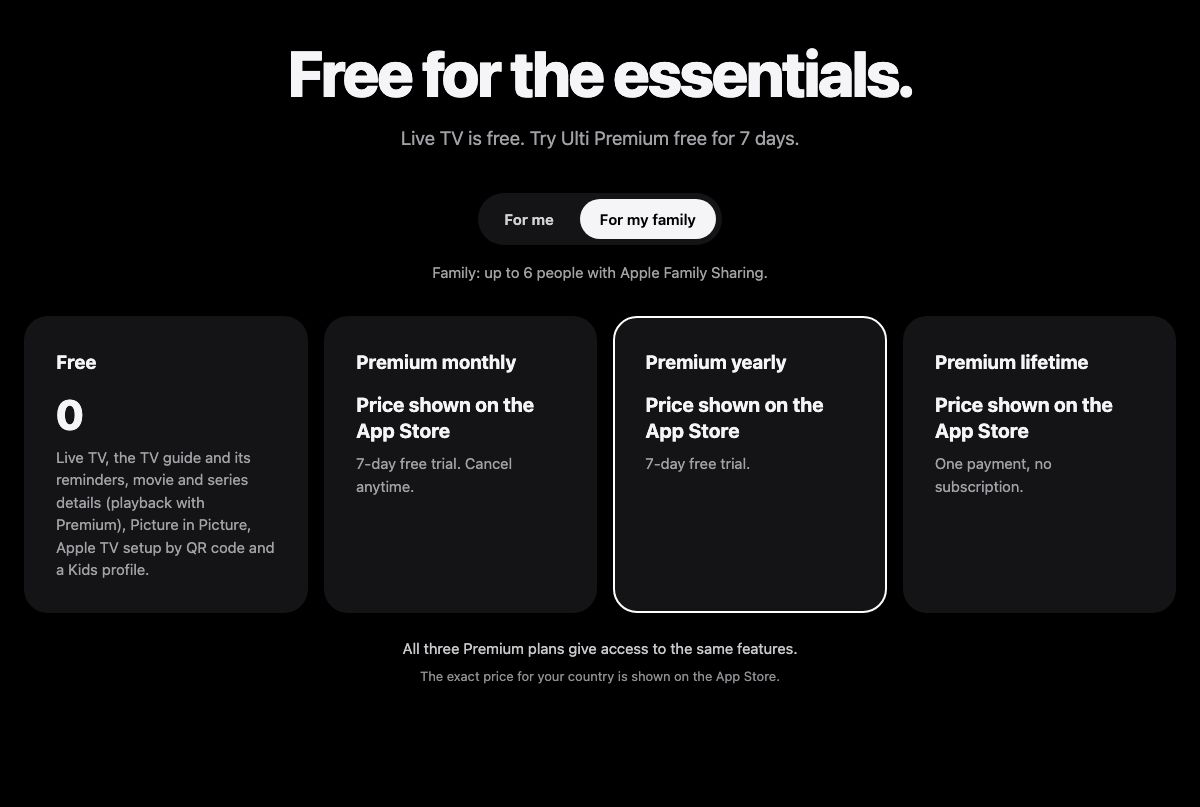 Free for the essentials.
Live TV is free. Try Ulti Premium free for 7 days.
For me
For my family
Family: up to 6 people with Apple Family Sharing.
Free
0
Live TV, the TV guide and its
reminders, movie and series
details (playback with
Premium), Picture in Picture,
Apple TV setup by QR code and
a Kids profile.
Premium monthly
Price shown on the
App Store
7-day free trial. Cancel
anytime.
Premium yearly
Price shown on the
App Store
7-day free trial.
Premium lifetime
Price shown on the
App Store
One payment, no
subscription.
All three Premium plans give access to the same features.
The exact price for your country is shown on the App Store.